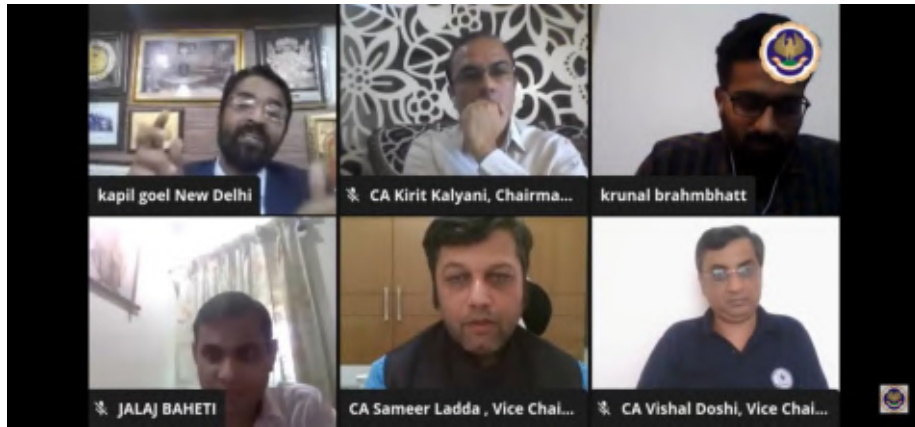 kapil goel New Delhi
CA Kirit Kalyani, Chairma...
krunal brahmbhatt
JALAJ BAHETI
CA Sameer Ladda , Vice Chai...
CA Vishal Doshi, Vice Chai...